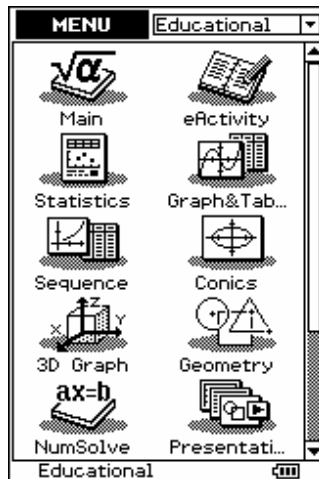 MENU Educational
√α
Main eActivity
Statistics Graph&Tab...
Sequence Conics
x z Y
3D Graph Geometry
ax=b
NumSolve Presentati...
Educational